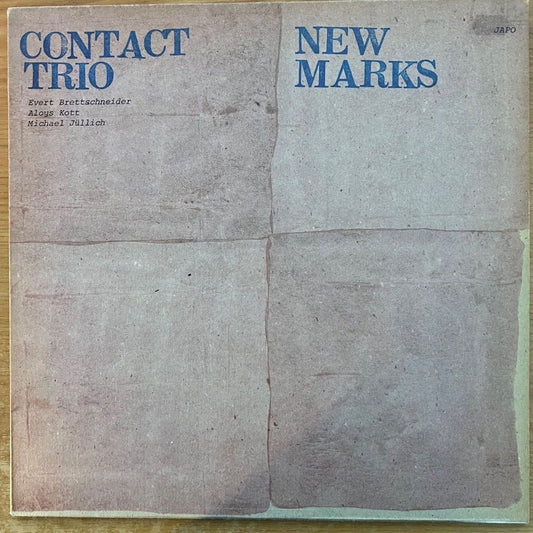 CONTACT
TRIO
Evert Brettschneider
Aloys Kott
Michael Jüllich
NEW
MARKS
JAPO